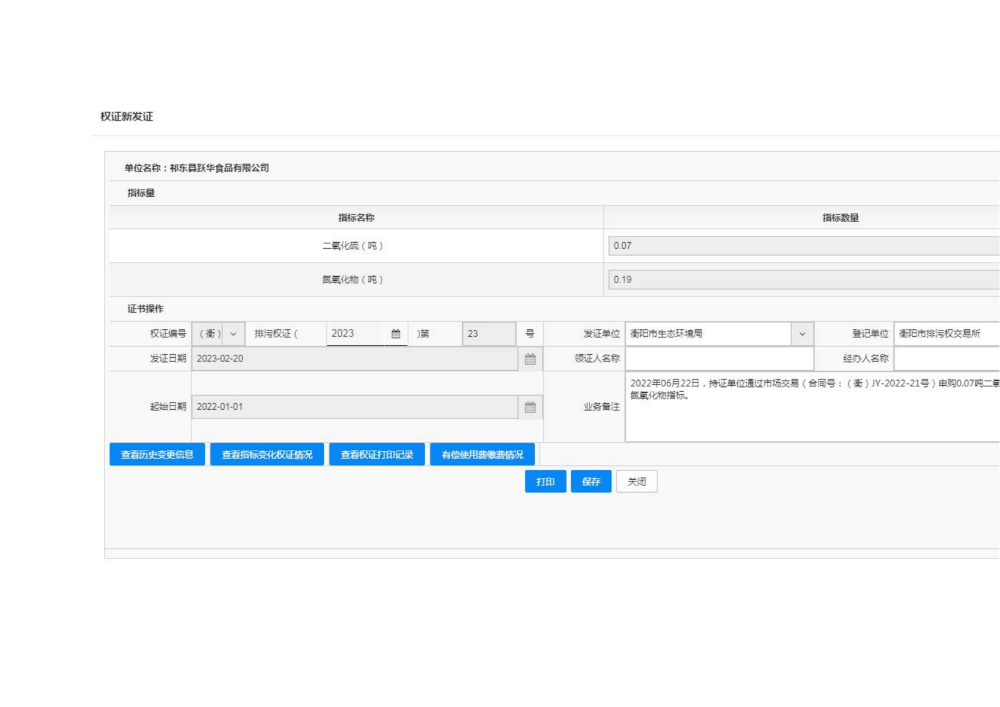 权证新发证
单位名称：祁东县跃华食品有限公司
指标量
指标名称 指标数量
二氧化硫（吨） 0.07
氮氧化物（吨） 0.19
证书操作
权证编号 （衡） 排污权证（ 2023 )第 23 号 发证单位 衡阳市生态环境局 登记单位 衡阳市排污权交易所
发证日期 2023-02-20 领证人名称 经办人名称
起始日期 2022-01-01 业务备注 2022年06月22日，持证单位通过市场交易（合同号：（衡）JY-2022-21号）申购0.07吨二氧
氮氧化物指标。
查看历史变更信息 查看指标变化权证情况 查看权证打印记录 有偿使用费缴费情况
打印 保存 关闭